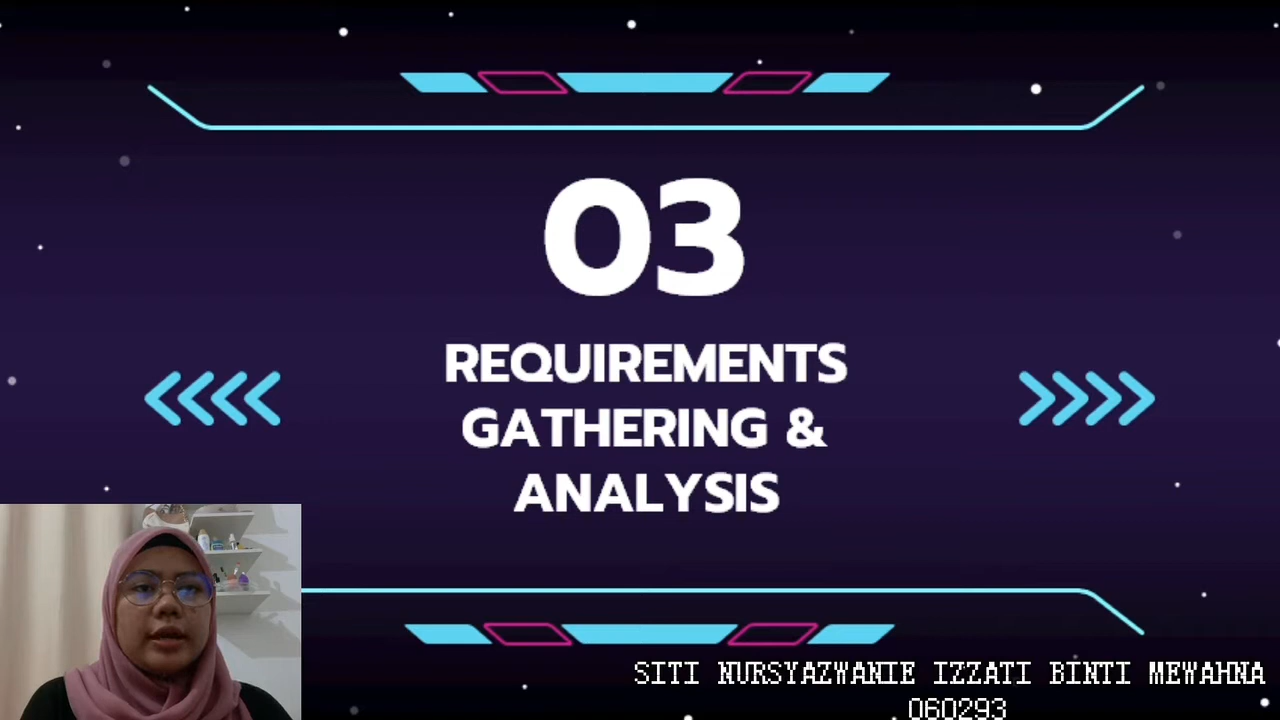 03
REQUIREMENTS
GATHERING &
ANALYSIS
SITI NURSYAZWANIE IZZATI BINTI MEWAHNA
060293